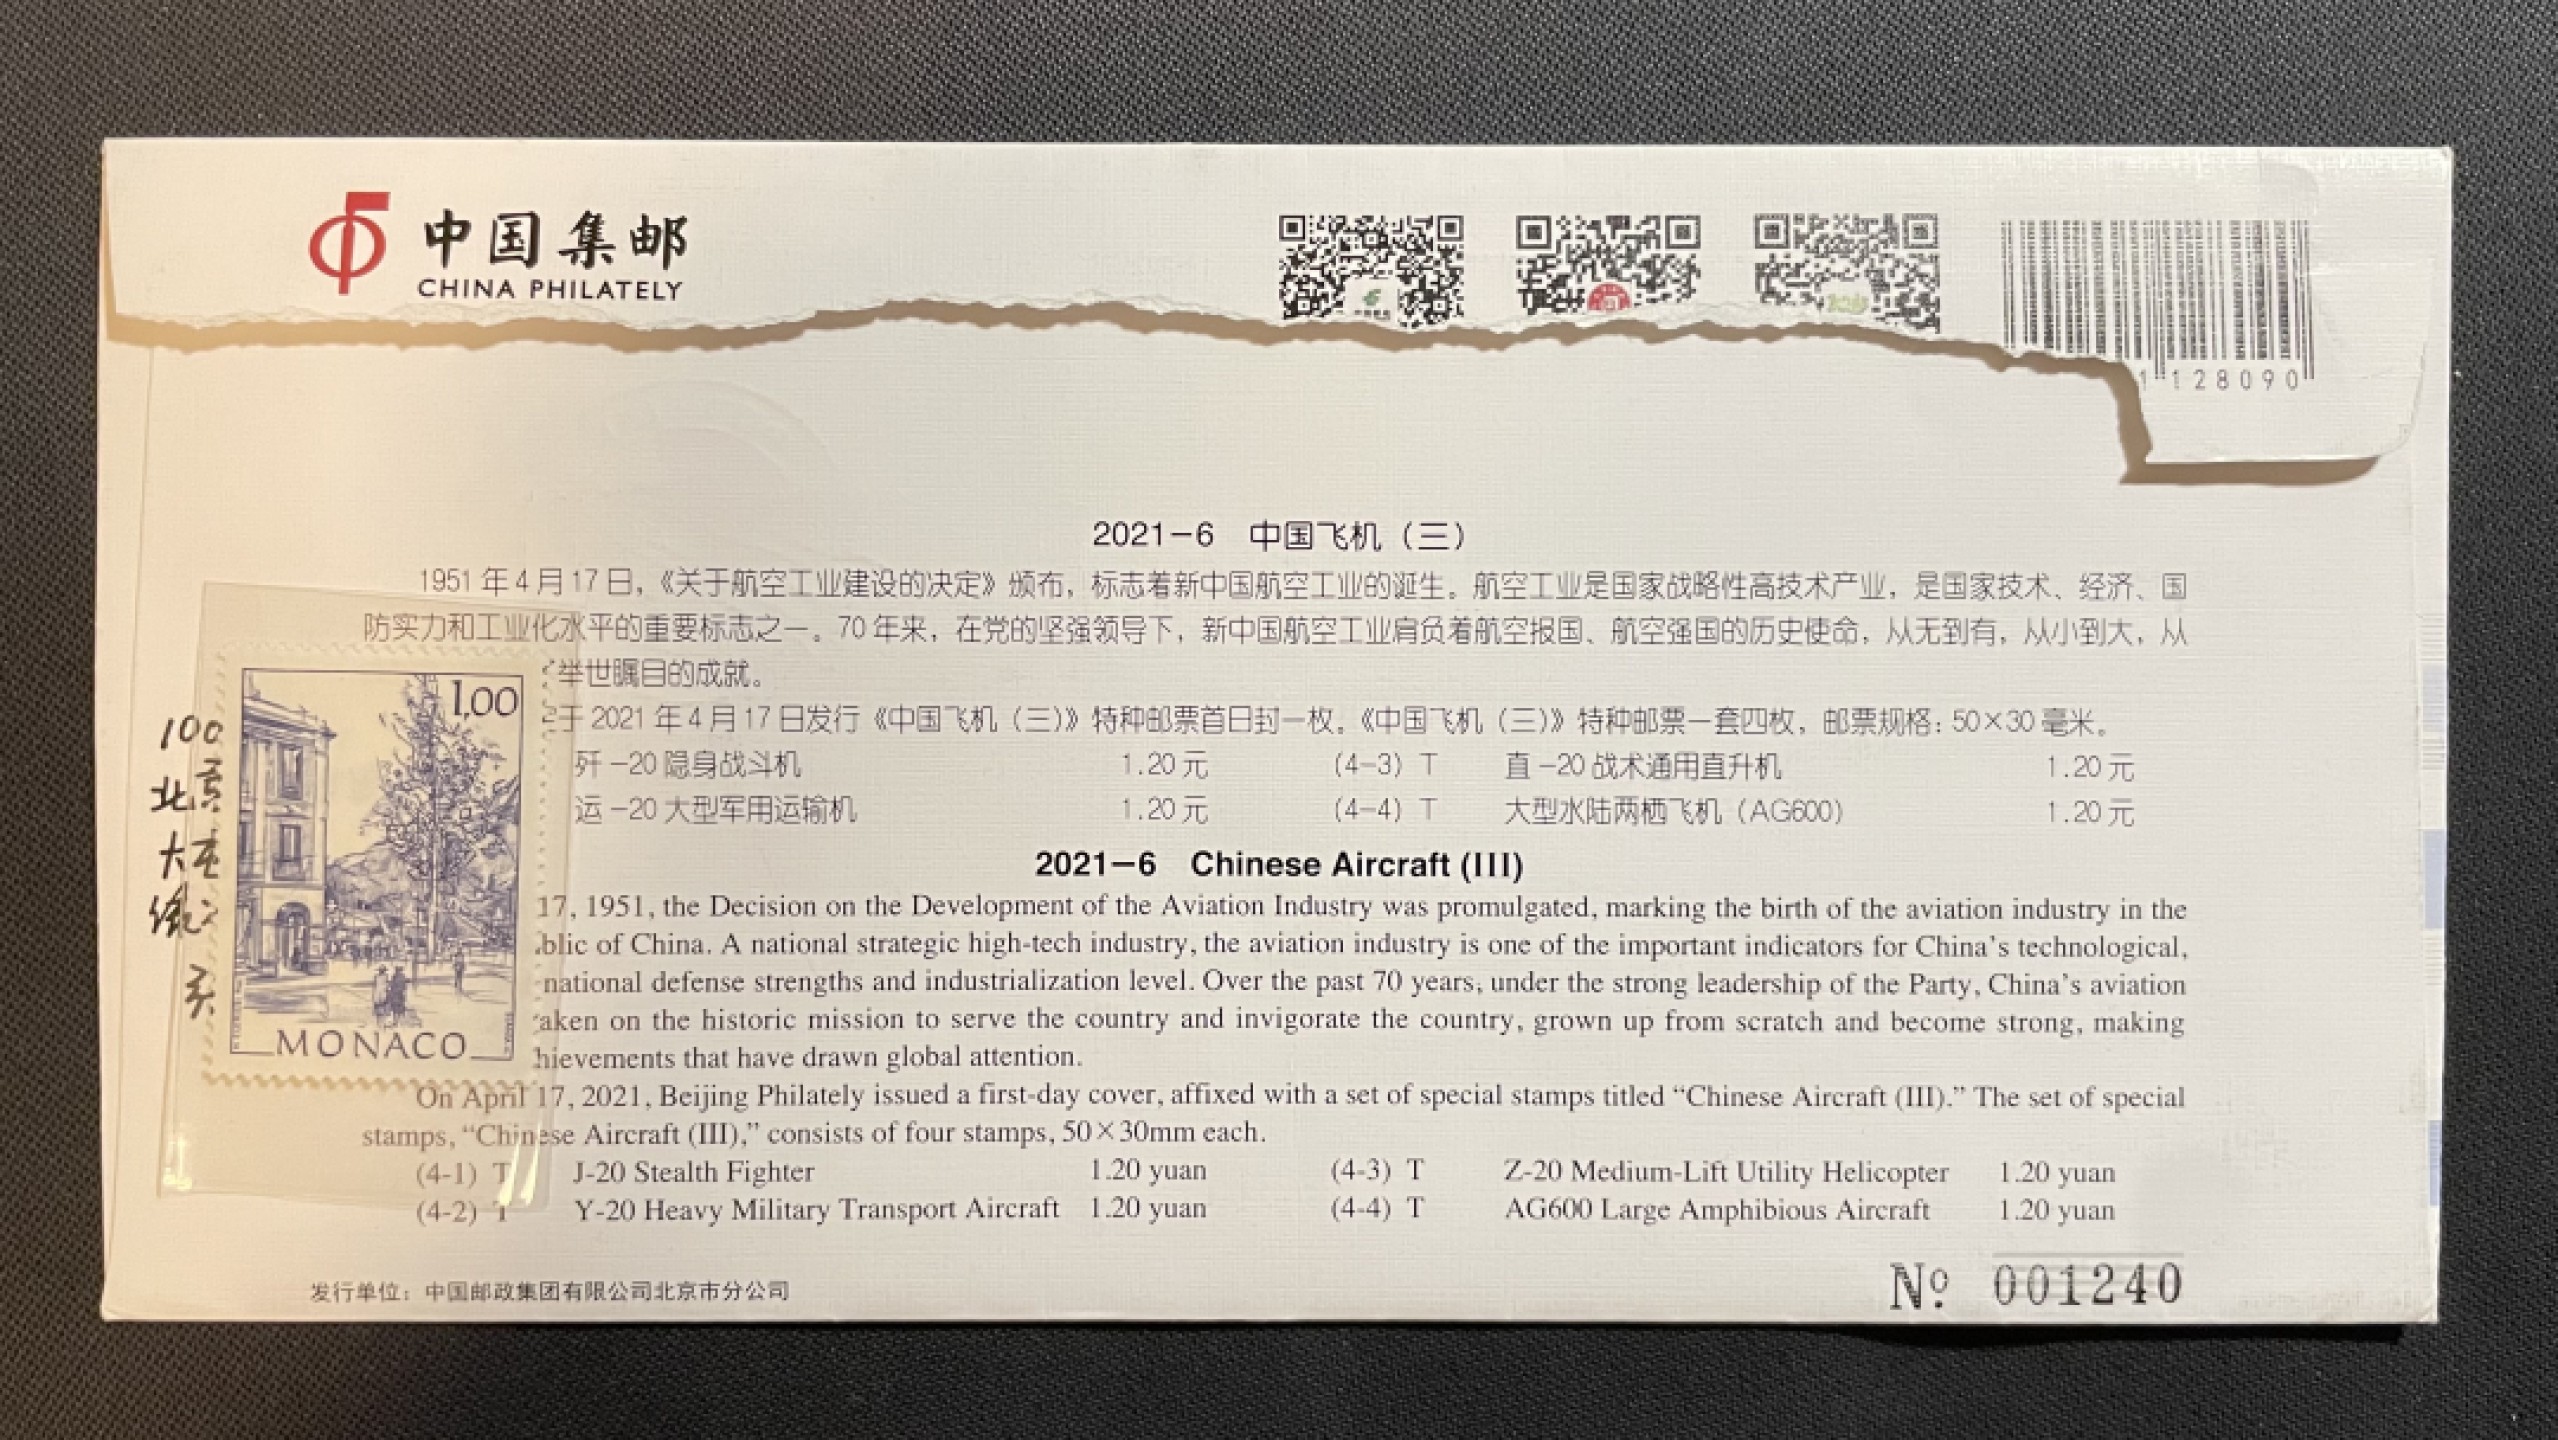 中国集邮
CHINA PHILATELY
1 128090
2021-6 中国飞机（三）
1951年4月17日，《关于航空工业建设的决定》颁布，标志着新中国航空工业的诞生。航空工业是国家战略性高技术产业，是国家技术、经济、国
防实力和工业化水平的重要标志之一。70年来，在党的坚强领导下，新中国航空工业肩负着航空报国、航空强国的历史使命，从无到有，从小到大，从
举世瞩目的成就。
于2021年4月17日发行《中国飞机（三）》特种邮票首日封一枚。《中国飞机（三）》特种邮票一套四枚，邮票规格：50×30毫米。
歼-20隐身战斗机 1.20元 (4-3) T 直-20战术通用直升机 1.20元
运-20大型军用运输机 1.20元 (4-4) T 大型水陆两栖飞机（AG600） 1.20元
2021-6 Chinese Aircraft (III)
17, 1951, the Decision on the Development of the Aviation Industry was promulgated, marking the birth of the aviation industry in the
blic of China. A national strategic high-tech industry, the aviation industry is one of the important indicators for China's technological,
national defense strengths and industrialization level. Over the past 70 years, under the strong leadership of the Party, China's aviation
aken on the historic mission to serve the country and invigorate the country, grown up from scratch and become strong, making
hievements that have drawn global attention.
On April 17, 2021, Beijing Philately issued a first-day cover, affixed with a set of special stamps titled “Chinese Aircraft (III).” The set of special
stamps, “Chinese Aircraft (III),” consists of four stamps, 50×30mm each.
(4-1) T J-20 Stealth Fighter 1.20 yuan (4-3) T Z-20 Medium-Lift Utility Helicopter 1.20 yuan
(4-2) T Y-20 Heavy Military Transport Aircraft 1.20 yuan (4-4) T AG600 Large Amphibious Aircraft 1.20 yuan
发行单位：中国邮政集团有限公司北京市分公司
Nº 001240
1,00
MONACO
100
北京
大